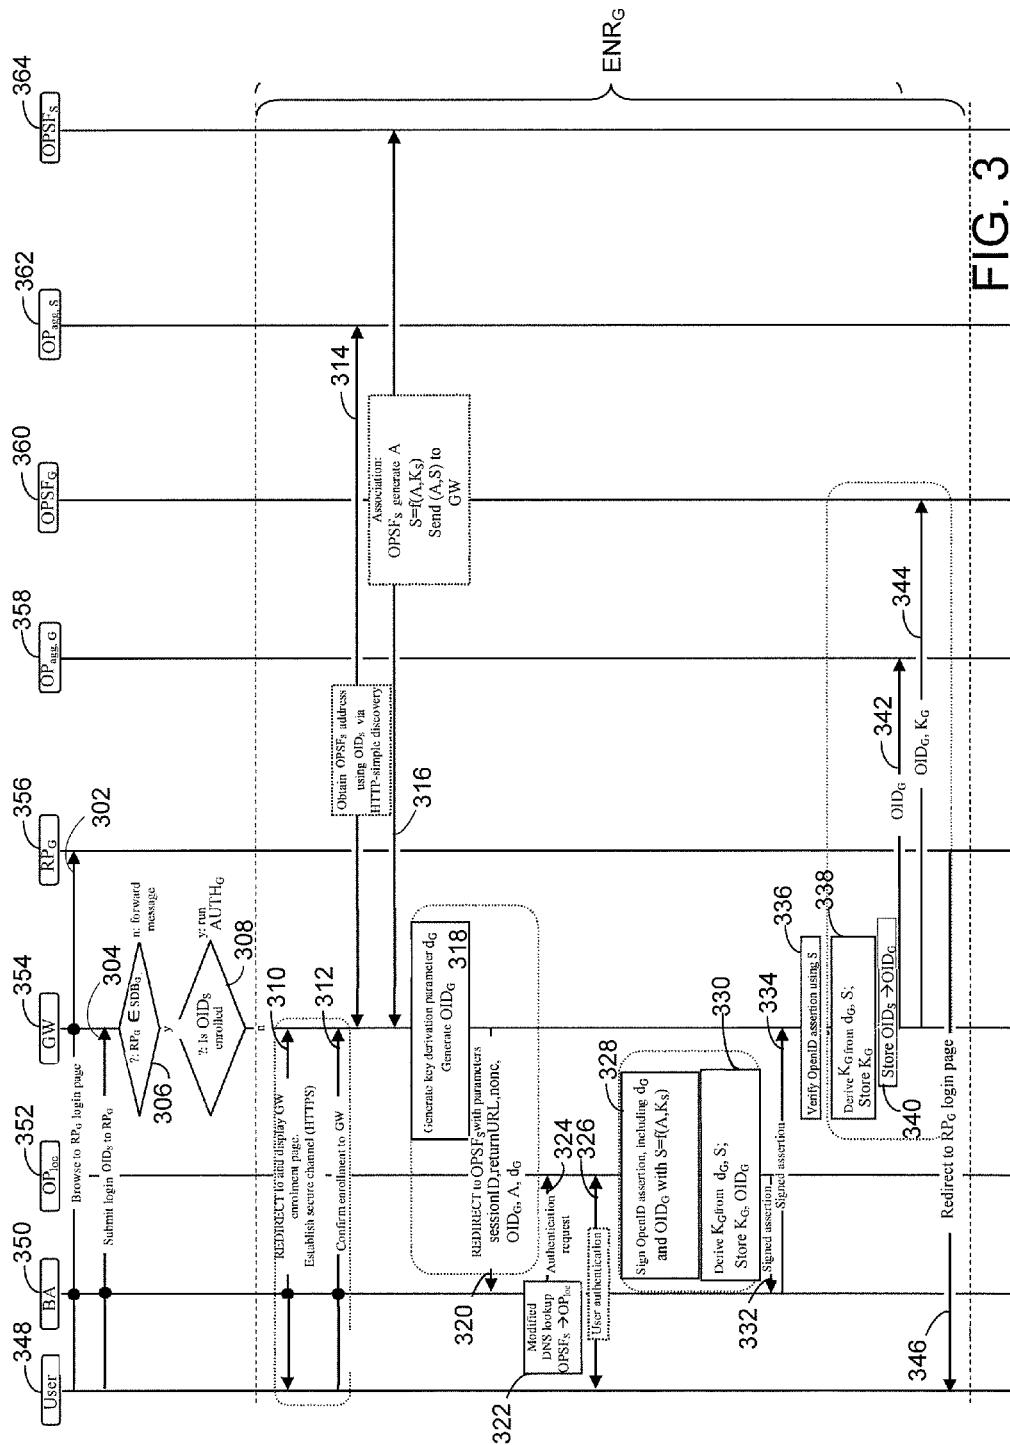 348
350
352
354
356
358
360
362
364
User
BA
OPloc
GW
RPG
OPagg, G
OPSFG
OPagg, S
OPSFS
302
Browse to RPG login page
304
Submit login OIDS to RPG
?: RPG ∈ SDBG
n: forward
message
306
y
?: Is OIDS
enrolled
y: run
AUTHG
308
n
ENRG
310
REDIRECT to and display GW
enrolment page.
Establish secure channel (HTTPS)
312
Confirm enrollment to GW
314
Obtain OPSFS address
using OIDS via
HTTP-simple discovery
316
Association:
OPSFS generate A
S=f(A,KS)
Send (A,S) to
GW
Generate key derivation parameter dG
Generate OIDG
318
320
REDIRECT to OPSFS with parameters
sessionID,returnURL,nonc,
OIDG, A, dG
322
Modified
DNS lookup
OPSFS → OPloc
Authentication
request
324
User authentication
326
328
Sign OpenID assertion, including dG
and OIDG with S=f(A,KS)
330
Derive KG from dG, S;
Store KG, OIDG
332
Signed assertion
334
Signed assertion
336
Verify OpenID assertion using S
338
Derive KG from dG, S;
Store KG
340
Store OIDS → OIDG
342
OIDG
344
OIDG, KG
346
Redirect to RPG login page
FIG. 3